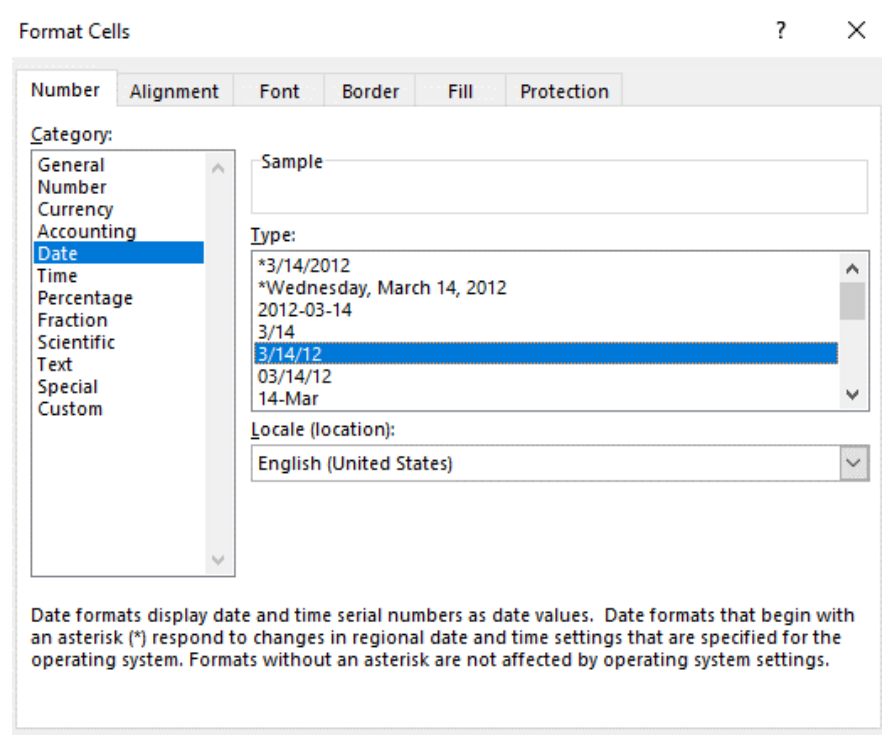 Format Cells
?
Number Alignment Font Border Fill Protection
Category:
General
Number
Currency
Accounting
Date
Time
Percentage
Fraction
Scientific
Text
Special
Custom
Sample
Type:
*3/14/2012
*Wednesday, March 14, 2012
2012-03-14
3/14
3/14/12
03/14/12
14-Mar
Locale (location):
English (United States)
Date formats display date and time serial numbers as date values.  Date formats that begin with
an asterisk (*) respond to changes in regional date and time settings that are specified for the
operating system. Formats without an asterisk are not affected by operating system settings.